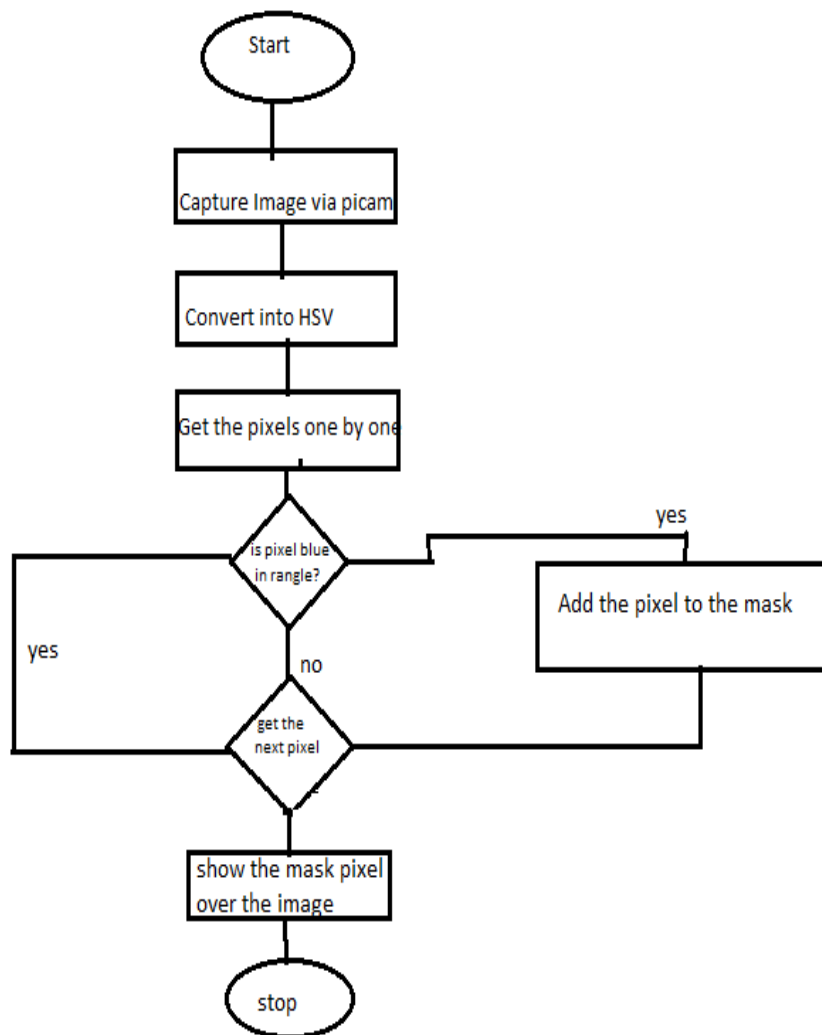 Start
Capture Image via picam
Convert into HSV
Get the pixels one by one
is pixel blue
in rangle?
yes
Add the pixel to the mask
yes
no
get the
next pixel
show the mask pixel
over the image
stop